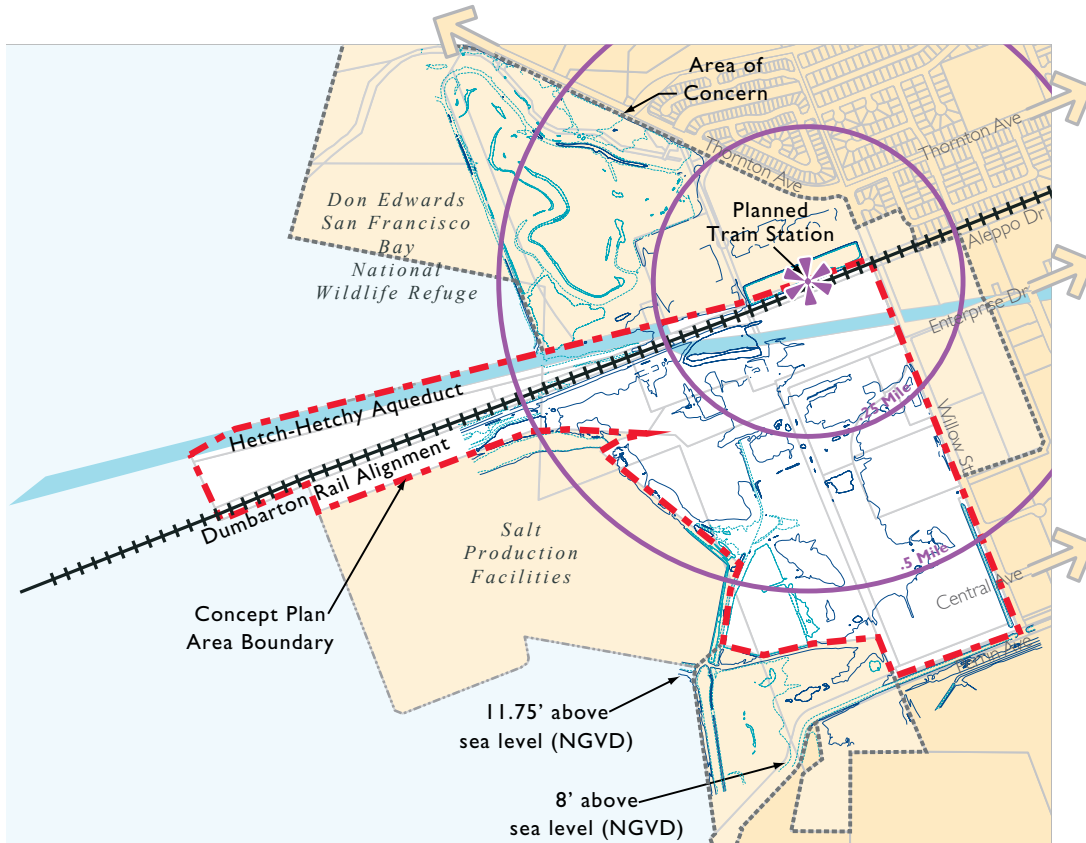 Area of
Concern
Thornton Ave
Thornton Ave
Don Edwards
San Francisco
Bay
National
Wildlife Refuge
Planned
Train Station
Aleppo Dr
Enterprise Dr
Hetch-Hetchy Aqueduct
.25 Mile
Willow St
Dumbarton Rail Alignment
Salt
Production
Facilities
.5 Mile
Central Ave
Concept Plan
Area Boundary
11.75' above
sea level (NGVD)
8' above
sea level (NGVD)